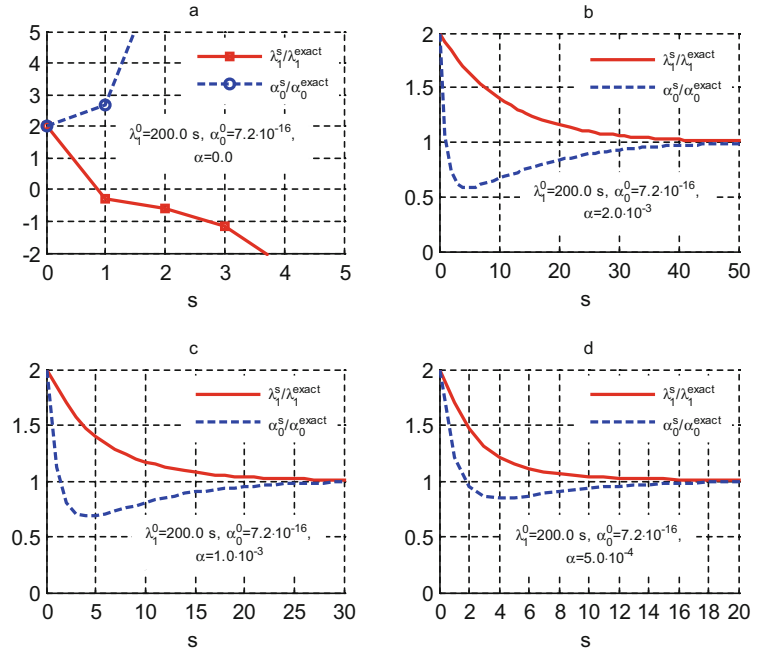 a
5
4
3
2
1
0
-1
-2
0 1 2 3 4 5
s
λ₁ˢ/λ₁ᵉˣᵃᶜᵗ
α₀ˢ/α₀ᵉˣᵃᶜᵗ
λ₁⁰=200.0 s, α₀⁰=7.2·10⁻¹⁶,
α=0.0
b
2
1.5
1
0.5
0
0 10 20 30 40 50
s
λ₁ˢ/λ₁ᵉˣᵃᶜᵗ
α₀ˢ/α₀ᵉˣᵃᶜᵗ
λ₁⁰=200.0 s, α₀⁰=7.2·10⁻¹⁶,
α=2.0·10⁻³
c
2
1.5
1
0.5
0
0 5 10 15 20 25 30
s
λ₁ˢ/λ₁ᵉˣᵃᶜᵗ
α₀ˢ/α₀ᵉˣᵃᶜᵗ
λ₁⁰=200.0 s, α₀⁰=7.2·10⁻¹⁶,
α=1.0·10⁻³
d
2
1.5
1
0.5
0
0 2 4 6 8 10 12 14 16 18 20
s
λ₁ˢ/λ₁ᵉˣᵃᶜᵗ
α₀ˢ/α₀ᵉˣᵃᶜᵗ
λ₁⁰=200.0 s, α₀⁰=7.2·10⁻¹⁶,
α=5.0·10⁻⁴